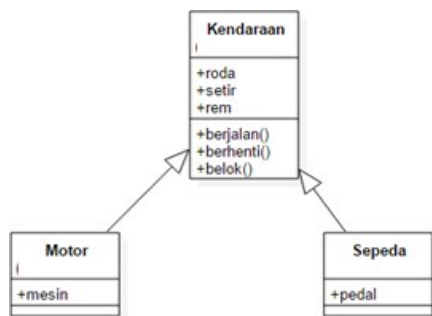 Kendaraan
+roda
+setir
+rem
+berjalan()
+berhenti()
+belok()
Motor
+mesin
Sepeda
+pedal